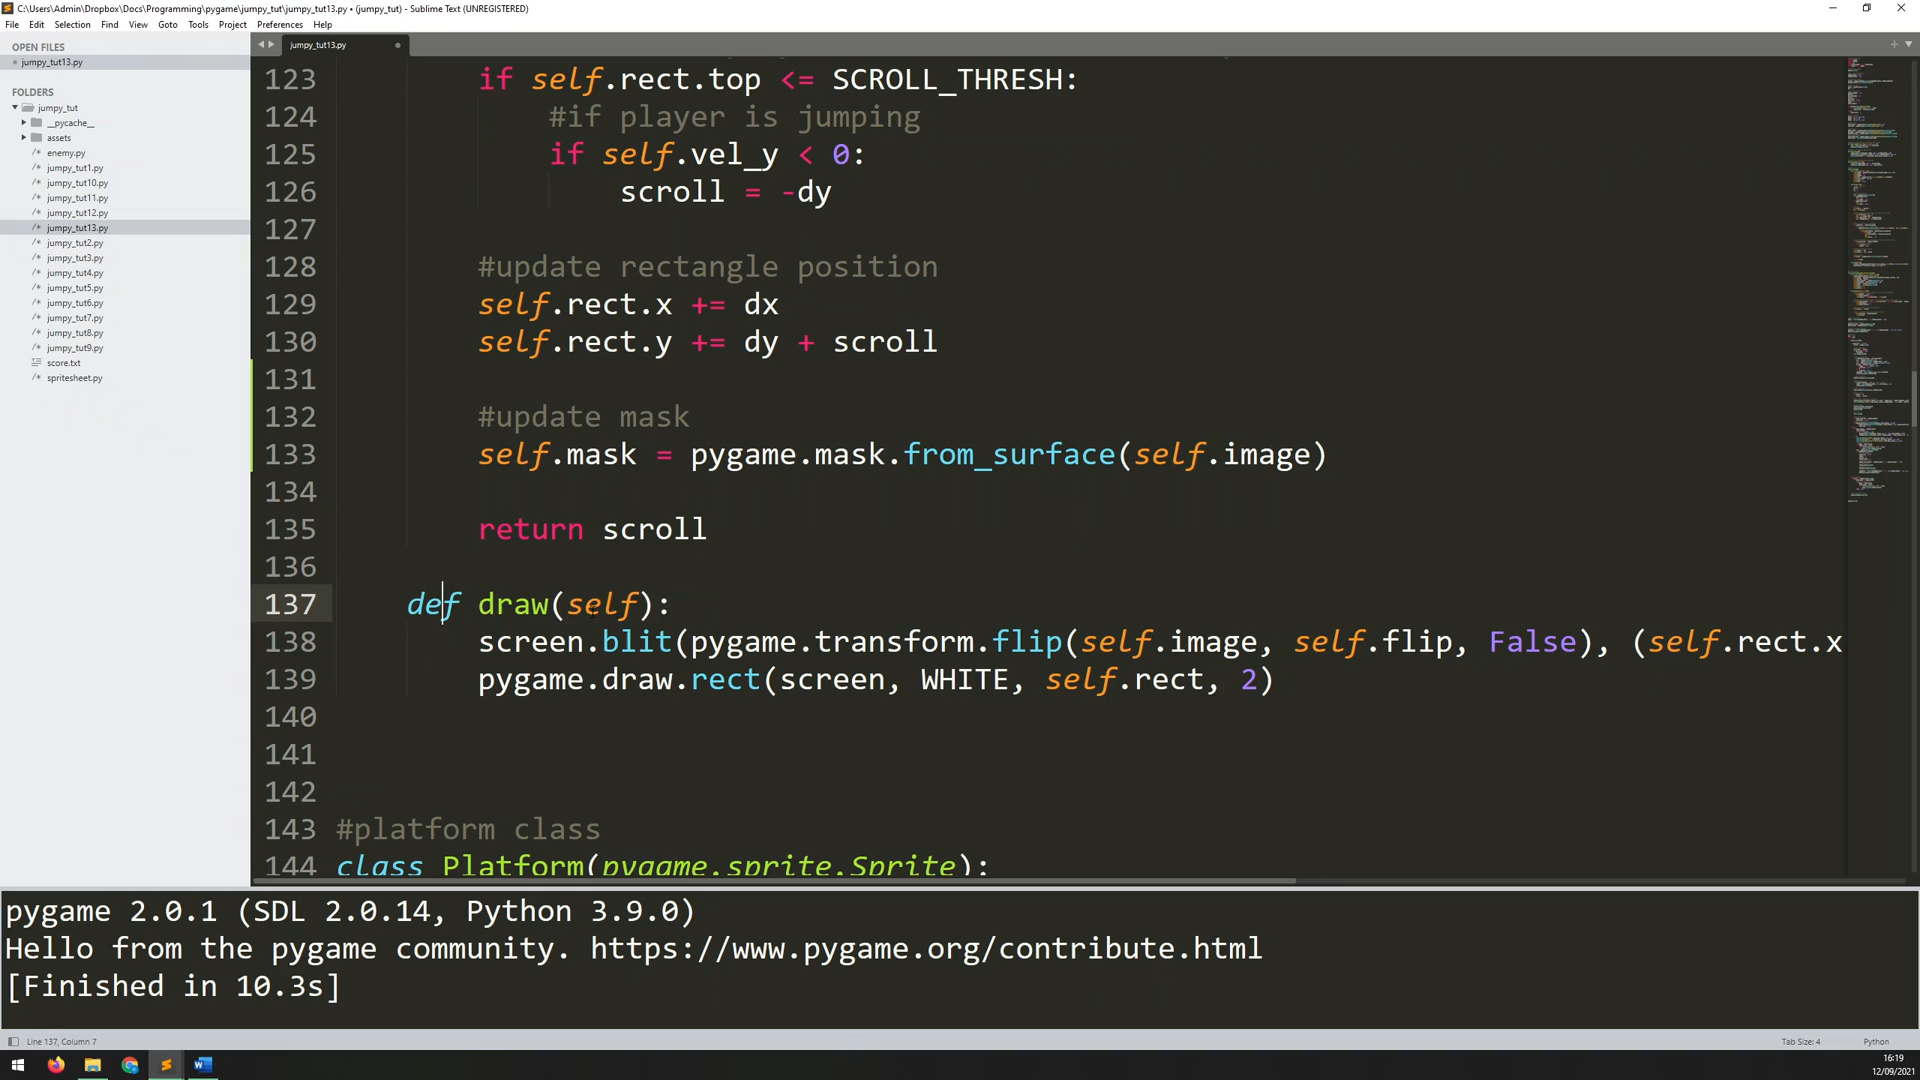 C:\Users\Admin\Dropbox\Docs\Programming\pygame\jumpy_tut\jumpy_tut13.py • (jumpy_tut) - Sublime Text (UNREGISTERED)
File Edit Selection Find View Goto Tools Project Preferences Help
OPEN FILES
jumpy_tut13.py
FOLDERS
jumpy_tut
__pycache__
assets
enemy.py
jumpy_tut1.py
jumpy_tut10.py
jumpy_tut11.py
jumpy_tut12.py
jumpy_tut13.py
jumpy_tut2.py
jumpy_tut3.py
jumpy_tut4.py
jumpy_tut5.py
jumpy_tut6.py
jumpy_tut7.py
jumpy_tut8.py
jumpy_tut9.py
score.txt
spritesheet.py
jumpy_tut13.py
123 if self.rect.top <= SCROLL_THRESH:
124 #if player is jumping
125 if self.vel_y < 0:
126 scroll = -dy
127
128 #update rectangle position
129 self.rect.x += dx
130 self.rect.y += dy + scroll
131
132 #update mask
133 self.mask = pygame.mask.from_surface(self.image)
134
135 return scroll
136
137 def draw(self):
138 screen.blit(pygame.transform.flip(self.image, self.flip, False), (self.rect.x
139 pygame.draw.rect(screen, WHITE, self.rect, 2)
140
141
142
143 #platform class
144 class Platform(pygame.sprite.Sprite):
pygame 2.0.1 (SDL 2.0.14, Python 3.9.0)
Hello from the pygame community. https://www.pygame.org/contribute.html
[Finished in 10.3s]
Line 137, Column 7
Tab Size: 4
Python
16:19
12/09/2021